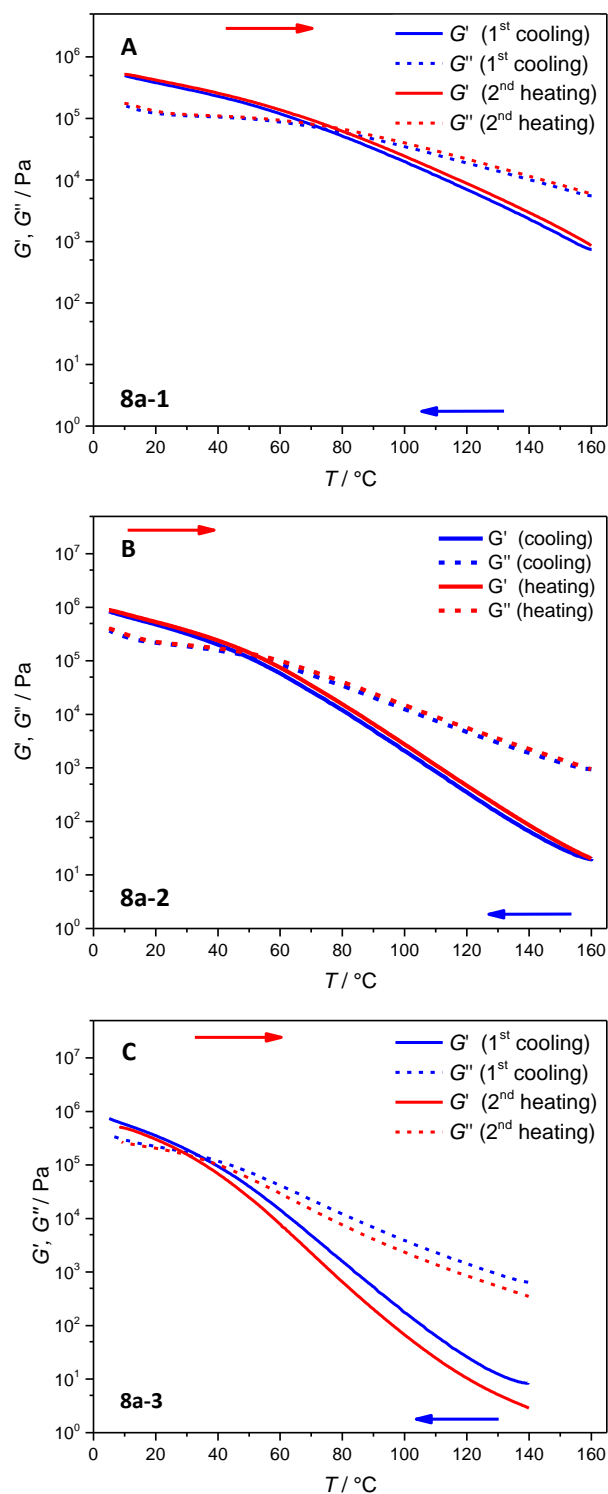 A
G' (1st cooling)
G'' (1st cooling)
G' (2nd heating)
G'' (2nd heating)
10^6
10^5
10^4
10^3
10^2
10^1
10^0
G', G'' / Pa
8a-1
0 20 40 60 80 100 120 140 160
T / °C
B
G' (cooling)
G'' (cooling)
G' (heating)
G'' (heating)
10^7
10^6
10^5
10^4
10^3
10^2
10^1
10^0
G', G'' / Pa
8a-2
0 20 40 60 80 100 120 140 160
T / °C
C
G' (1st cooling)
G'' (1st cooling)
G' (2nd heating)
G'' (2nd heating)
10^7
10^6
10^5
10^4
10^3
10^2
10^1
10^0
G', G'' / Pa
8a-3
0 20 40 60 80 100 120 140 160
T / °C